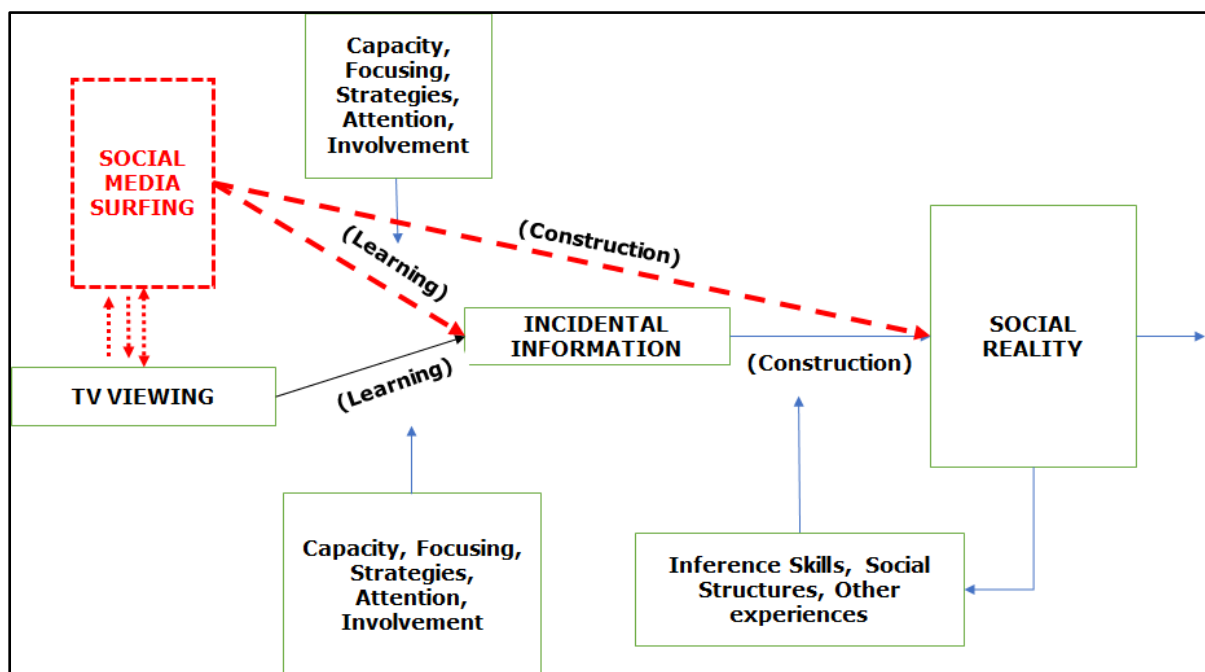 Capacity,
Focusing,
Strategies,
Attention,
Involvement
SOCIAL
MEDIA
SURFING
(Learning)
(Construction)
INCIDENTAL
INFORMATION
SOCIAL
REALITY
(Construction)
TV VIEWING
(Learning)
Capacity, Focusing,
Strategies,
Attention,
Involvement
Inference Skills, Social
Structures, Other
experiences